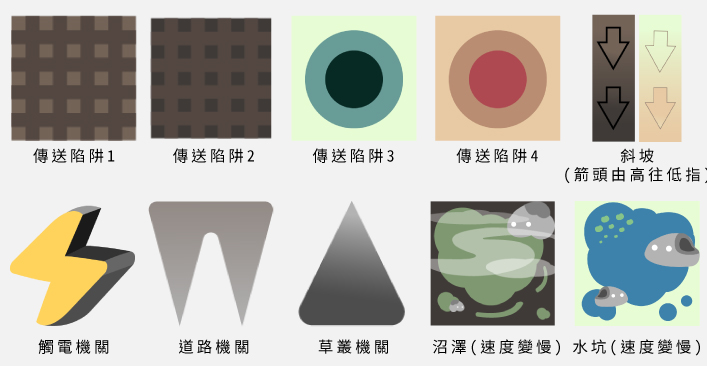 傳送陷阱1
傳送陷阱2
傳送陷阱3
傳送陷阱4
斜坡
(箭頭由高往低指)
觸電機關
道路機關
草叢機關
沼澤(速度變慢)
水坑(速度變慢)